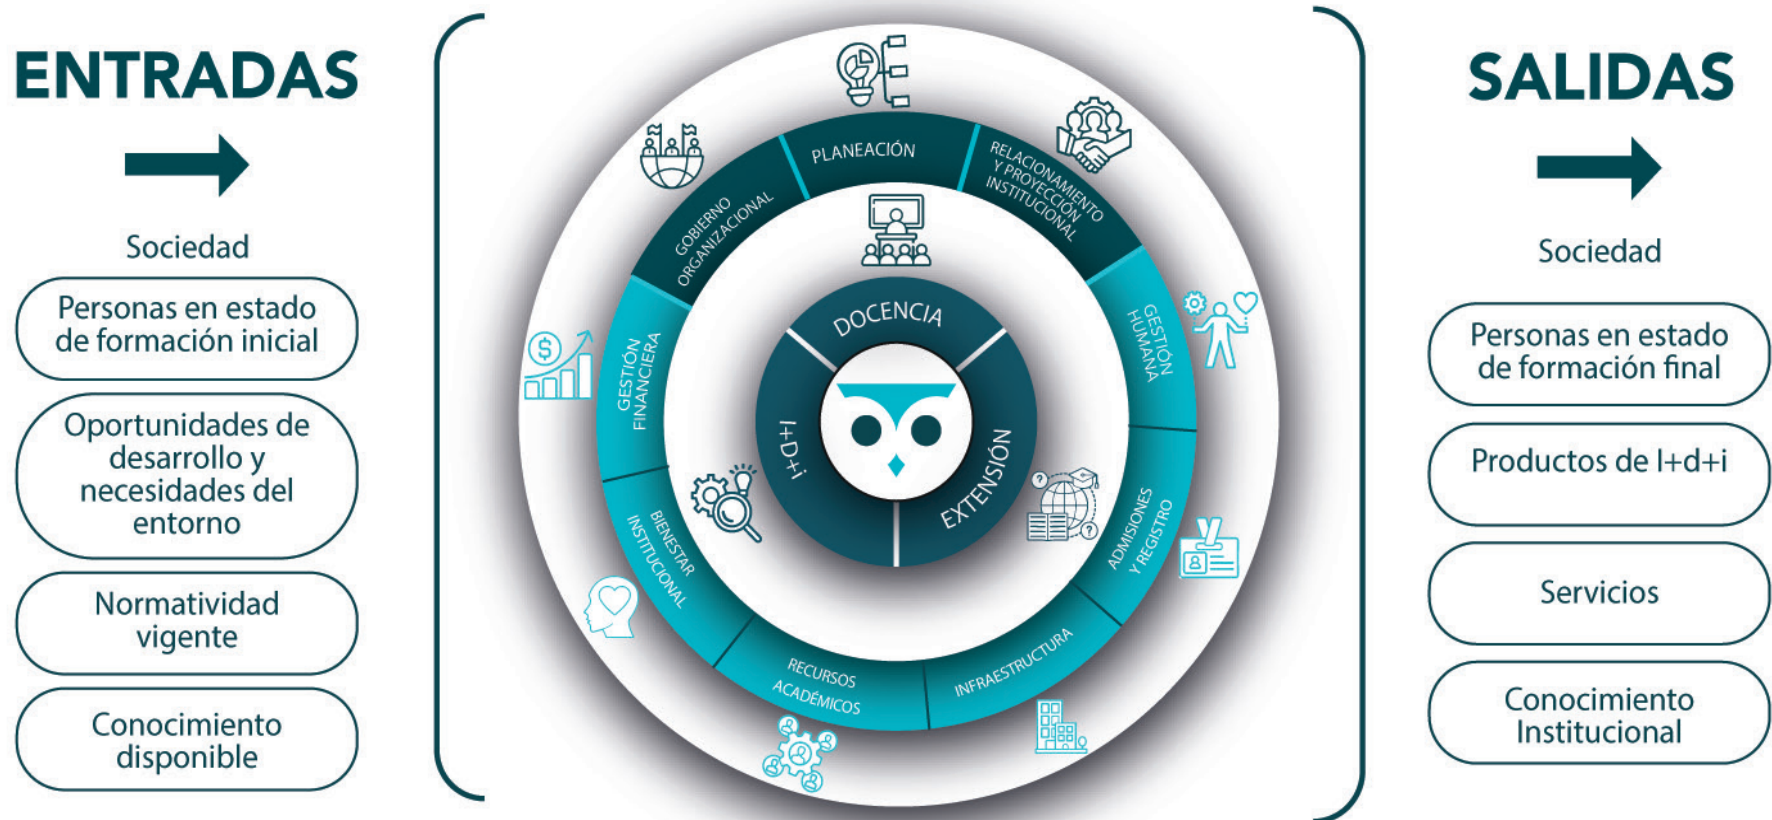 ENTRADAS
Sociedad
Personas en estado
de formación inicial
Oportunidades de
desarrollo y
necesidades del
entorno
Normatividad
vigente
Conocimiento
disponible
GOBIERNO
ORGANIZACIONAL
PLANEACIÓN
RELACIONAMIENTO
Y PROYECCIÓN
INSTITUCIONAL
GESTIÓN
HUMANA
ADMISIONES
Y REGISTRO
INFRAESTRUCTURA
RECURSOS
ACADÉMICOS
BIENESTAR
INSTITUCIONAL
GESTIÓN
FINANCIERA
DOCENCIA
EXTENSIÓN
I+D+i
$
?
?
SALIDAS
Sociedad
Personas en estado
de formación final
Productos de I+d+i
Servicios
Conocimiento
Institucional